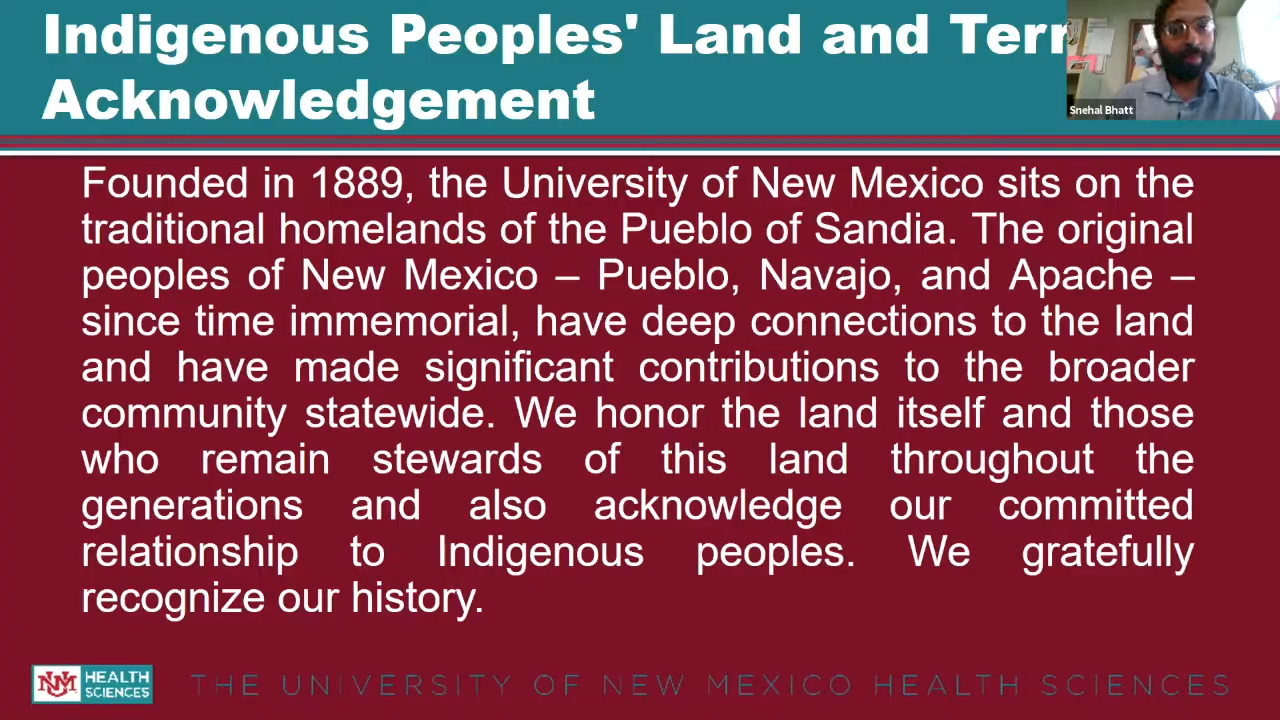 Indigenous Peoples' Land and Terr
Acknowledgement
Snehal Bhatt
Founded in 1889, the University of New Mexico sits on the
traditional homelands of the Pueblo of Sandia. The original
peoples of New Mexico – Pueblo, Navajo, and Apache –
since time immemorial, have deep connections to the land
and have made significant contributions to the broader
community statewide. We honor the land itself and those
who remain stewards of this land throughout the
generations and also acknowledge our committed
relationship to Indigenous peoples. We gratefully
recognize our history.
UNM HEALTH
SCIENCES
THE UNIVERSITY OF NEW MEXICO HEALTH SCIENCES